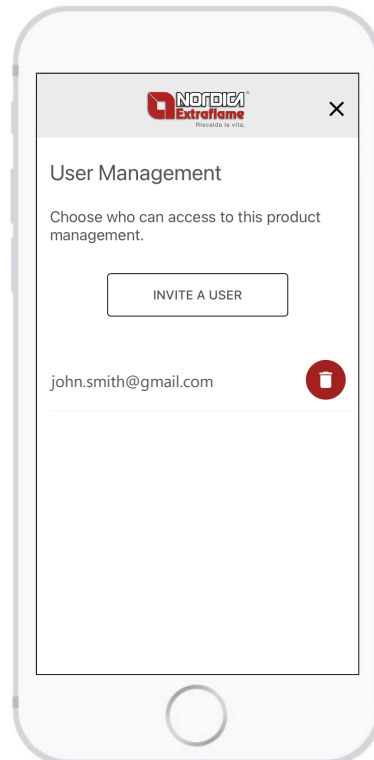 NORDICA®
Extraflame
Riscalda la vita.
User Management
Choose who can access to this product
management.
INVITE A USER
john.smith@gmail.com